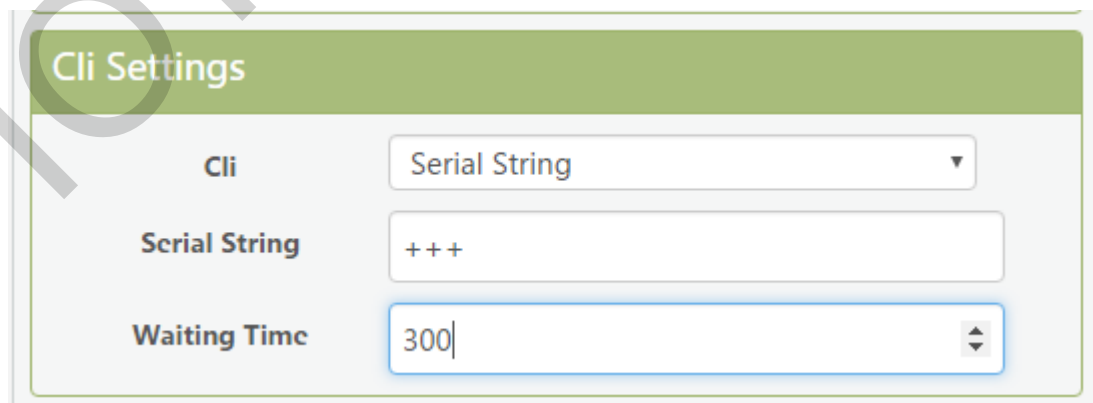 Cli Settings
Cli Serial String
Serial String +++
Waiting Time 300